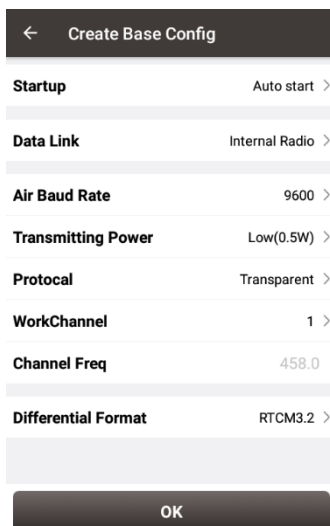 Create Base Config
Startup Auto start
Data Link Internal Radio
Air Baud Rate 9600
Transmitting Power Low(0.5W)
Protocal Transparent
WorkChannel 1
Channel Freq 458.0
Differential Format RTCM3.2
OK